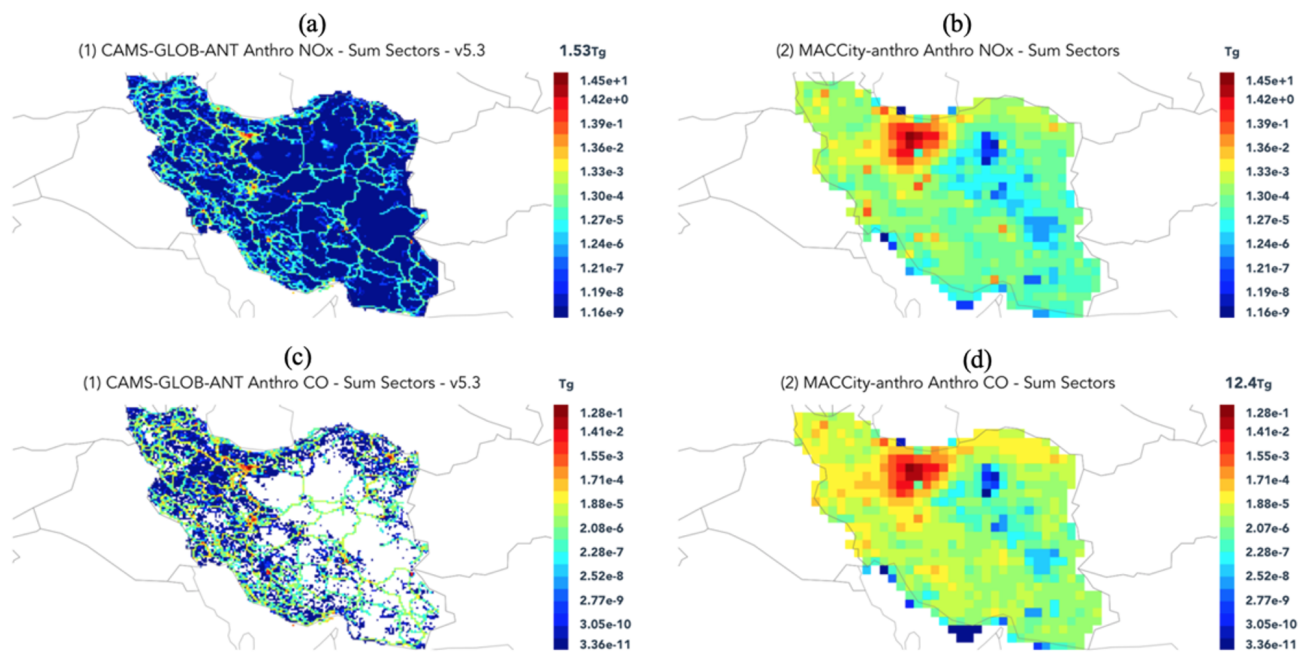 (a)
(1) CAMS-GLOB-ANT Anthro NOx - Sum Sectors - v5.3
1.53Tg
1.45e+1
1.42e+0
1.39e-1
1.36e-2
1.33e-3
1.30e-4
1.27e-5
1.24e-6
1.21e-7
1.19e-8
1.16e-9
(b)
(2) MACCity-anthro Anthro NOx - Sum Sectors
Tg
1.45e+1
1.42e+0
1.39e-1
1.36e-2
1.33e-3
1.30e-4
1.27e-5
1.24e-6
1.21e-7
1.19e-8
1.16e-9
(c)
(1) CAMS-GLOB-ANT Anthro CO - Sum Sectors - v5.3
Tg
1.28e-1
1.41e-2
1.55e-3
1.71e-4
1.88e-5
2.08e-6
2.28e-7
2.52e-8
2.77e-9
3.05e-10
3.36e-11
(d)
(2) MACCity-anthro Anthro CO - Sum Sectors
12.4Tg
1.28e-1
1.41e-2
1.55e-3
1.71e-4
1.88e-5
2.07e-6
2.28e-7
2.52e-8
2.77e-9
3.05e-10
3.36e-11